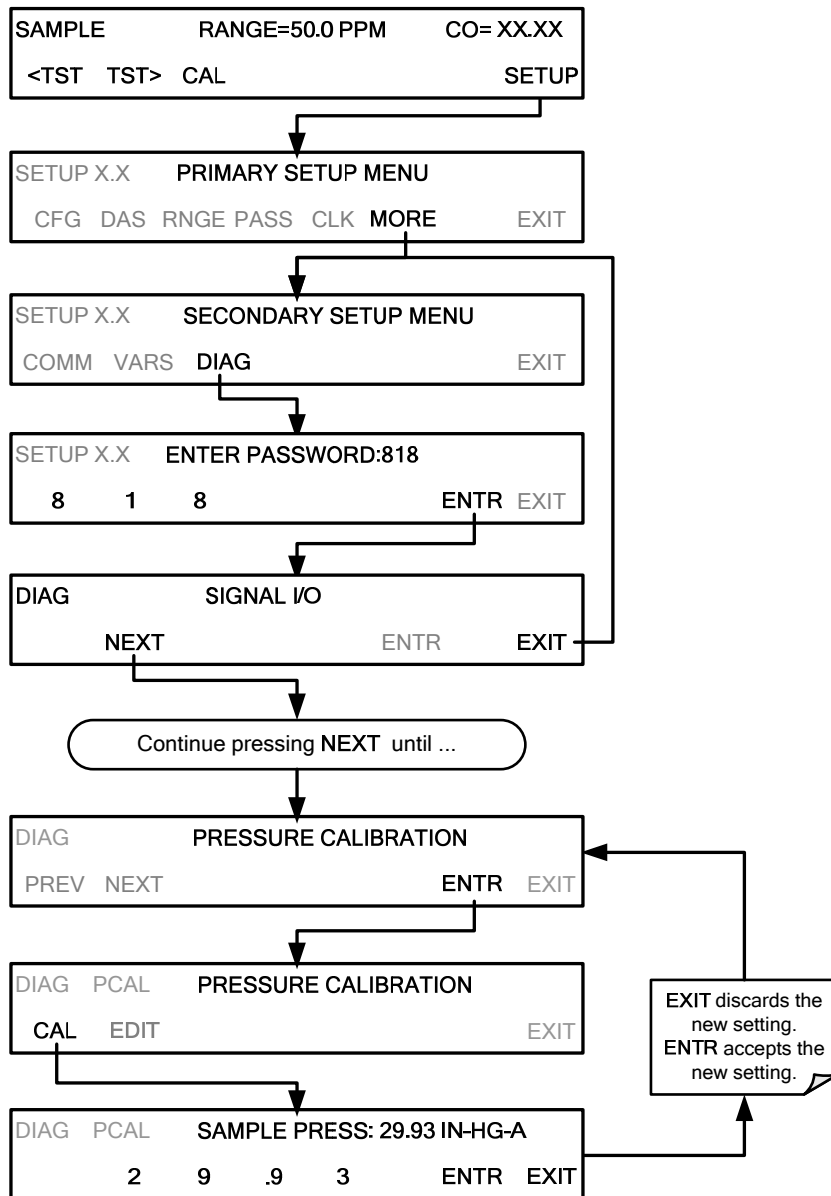 SAMPLE RANGE=50.0 PPM CO= XX.XX
<TST TST> CAL SETUP
SETUP X.X PRIMARY SETUP MENU
CFG DAS RNGE PASS CLK MORE EXIT
SETUP X.X SECONDARY SETUP MENU
COMM VARS DIAG EXIT
SETUP X.X ENTER PASSWORD:818
8 1 8 ENTR EXIT
DIAG SIGNAL I/O
NEXT ENTR EXIT
Continue pressing NEXT until ...
DIAG PRESSURE CALIBRATION
PREV NEXT ENTR EXIT
DIAG PCAL PRESSURE CALIBRATION
CAL EDIT EXIT
EXIT discards the
new setting.
ENTR accepts the
new setting.
DIAG PCAL SAMPLE PRESS: 29.93 IN-HG-A
2 9 .9 3 ENTR EXIT